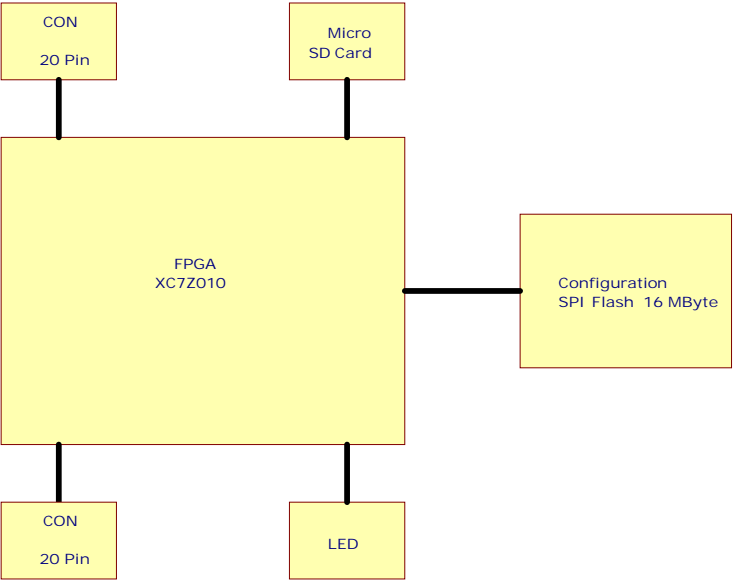 CON
20 Pin
Micro
SD Card
FPGA
XC7Z010
Configuration
SPI Flash 16 MByte
CON
20 Pin
LED